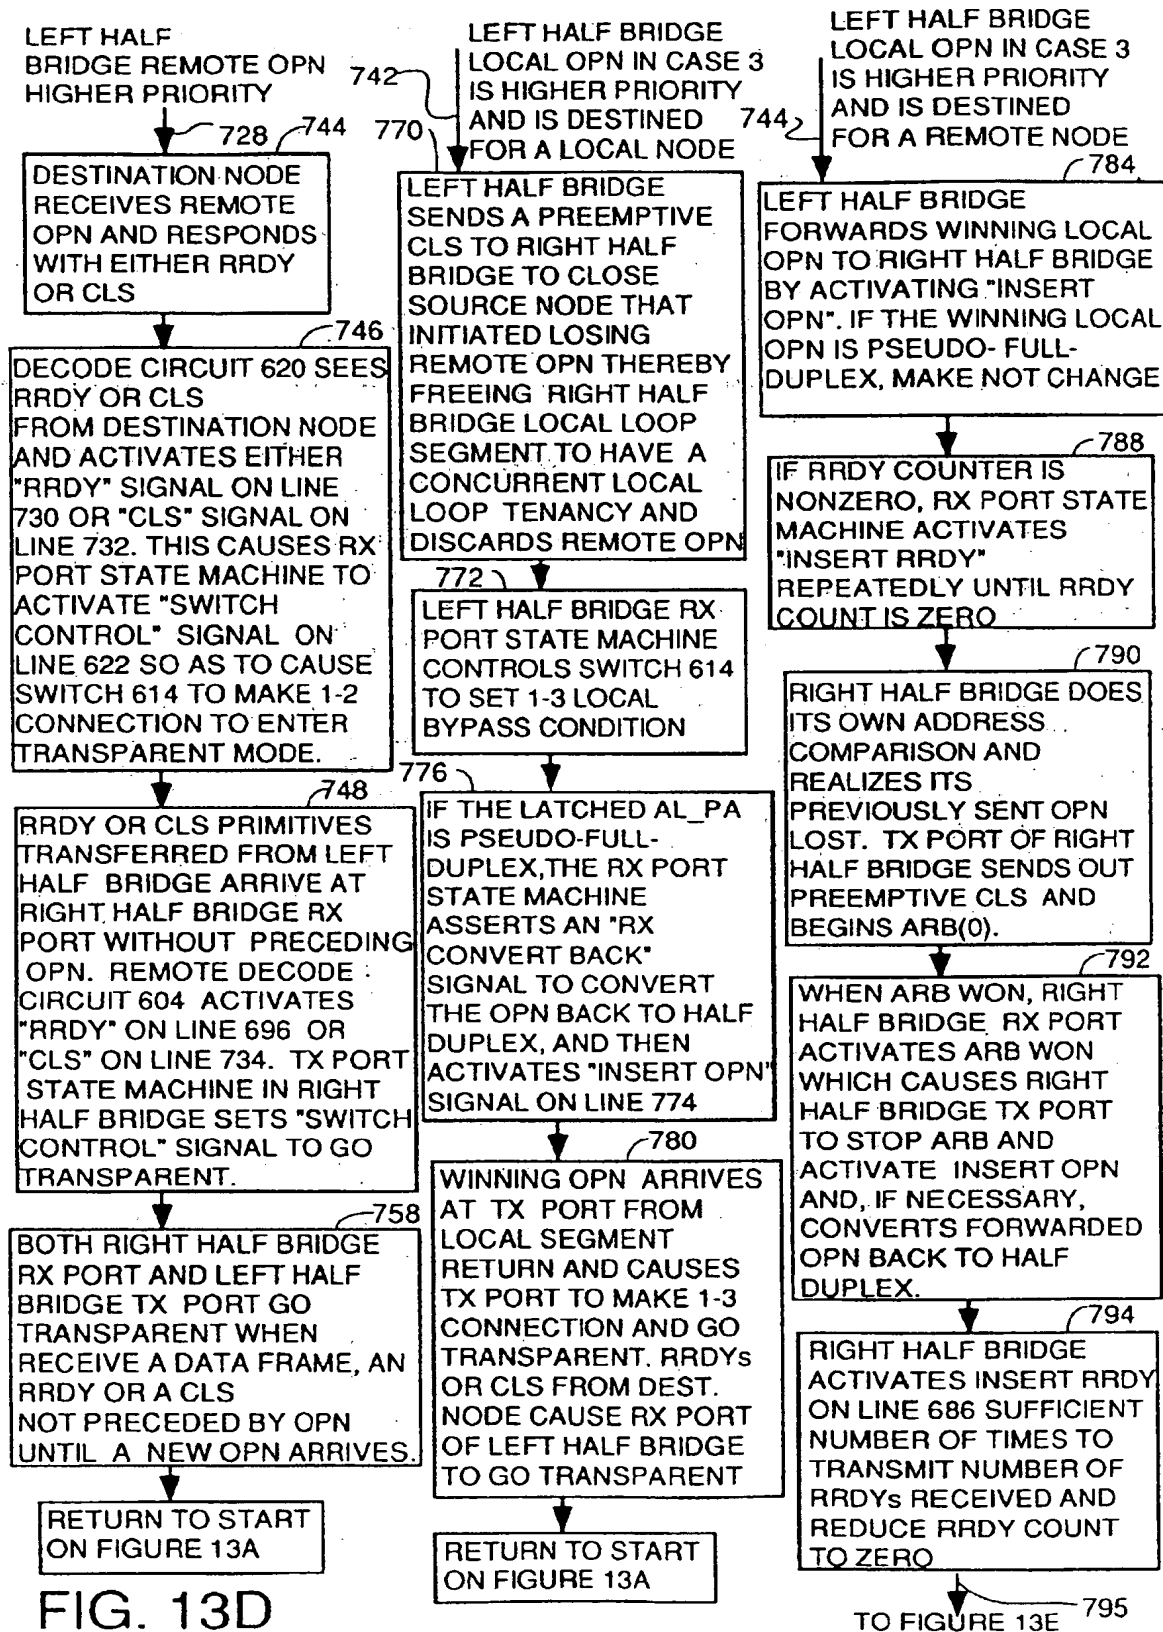 LEFT HALF
BRIDGE REMOTE OPN
HIGHER PRIORITY
728
744
DESTINATION NODE
RECEIVES REMOTE
OPN AND RESPONDS
WITH EITHER RRDY
OR CLS
746
DECODE CIRCUIT 620 SEES
RRDY OR CLS
FROM DESTINATION NODE
AND ACTIVATES EITHER
"RRDY" SIGNAL ON LINE
730 OR "CLS" SIGNAL ON
LINE 732. THIS CAUSES RX
PORT STATE MACHINE TO
ACTIVATE "SWITCH
CONTROL" SIGNAL ON
LINE 622 SO AS TO CAUSE
SWITCH 614 TO MAKE 1-2
CONNECTION TO ENTER
TRANSPARENT MODE.
748
RRDY OR CLS PRIMITIVES
TRANSFERRED FROM LEFT
HALF BRIDGE ARRIVE AT
RIGHT HALF BRIDGE RX
PORT WITHOUT PRECEDING
OPN. REMOTE DECODE
CIRCUIT 604 ACTIVATES
"RRDY" ON LINE 696 OR
"CLS" ON LINE 734. TX PORT
STATE MACHINE IN RIGHT
HALF BRIDGE SETS "SWITCH
CONTROL" SIGNAL TO GO
TRANSPARENT.
758
BOTH RIGHT HALF BRIDGE
RX PORT AND LEFT HALF
BRIDGE TX PORT GO
TRANSPARENT WHEN
RECEIVE A DATA FRAME, AN
RRDY OR A CLS
NOT PRECEDED BY OPN
UNTIL A NEW OPN ARRIVES.
RETURN TO START
ON FIGURE 13A
FIG. 13D
LEFT HALF BRIDGE
LOCAL OPN IN CASE 3
IS HIGHER PRIORITY
AND IS DESTINED
FOR A LOCAL NODE
742
770
LEFT HALF BRIDGE
SENDS A PREEMPTIVE
CLS TO RIGHT HALF
BRIDGE TO CLOSE
SOURCE NODE THAT
INITIATED LOSING
REMOTE OPN THEREBY
FREEING RIGHT HALF
BRIDGE LOCAL LOOP
SEGMENT TO HAVE A
CONCURRENT LOCAL
LOOP TENANCY AND
DISCARDS REMOTE OPN
772
LEFT HALF BRIDGE RX
PORT STATE MACHINE
CONTROLS SWITCH 614
TO SET 1-3 LOCAL
BYPASS CONDITION
776
IF THE LATCHED AL_PA
IS PSEUDO-FULL-
DUPLEX,THE RX PORT
STATE MACHINE
ASSERTS AN "RX
CONVERT BACK"
SIGNAL TO CONVERT
THE OPN BACK TO HALF
DUPLEX, AND THEN
ACTIVATES "INSERT OPN"
SIGNAL ON LINE 774
780
WINNING OPN ARRIVES
AT TX PORT FROM
LOCAL SEGMENT
RETURN AND CAUSES
TX PORT TO MAKE 1-3
CONNECTION AND GO
TRANSPARENT. RRDYs
OR CLS FROM DEST.
NODE CAUSE RX PORT
OF LEFT HALF BRIDGE
TO GO TRANSPARENT
RETURN TO START
ON FIGURE 13A
LEFT HALF BRIDGE
LOCAL OPN IN CASE 3
IS HIGHER PRIORITY
AND IS DESTINED
FOR A REMOTE NODE
744
784
LEFT HALF BRIDGE
FORWARDS WINNING LOCAL
OPN TO RIGHT HALF BRIDGE
BY ACTIVATING "INSERT
OPN". IF THE WINNING LOCAL
OPN IS PSEUDO- FULL-
DUPLEX, MAKE NOT CHANGE
788
IF RRDY COUNTER IS
NONZERO, RX PORT STATE
MACHINE ACTIVATES
"INSERT RRDY"
REPEATEDLY UNTIL RRDY
COUNT IS ZERO
790
RIGHT HALF BRIDGE DOES
ITS OWN ADDRESS
COMPARISON AND
REALIZES ITS
PREVIOUSLY SENT OPN
LOST. TX PORT OF RIGHT
HALF BRIDGE SENDS OUT
PREEMPTIVE CLS AND
BEGINS ARB(0).
792
WHEN ARB WON, RIGHT
HALF BRIDGE RX PORT
ACTIVATES ARB WON
WHICH CAUSES RIGHT
HALF BRIDGE TX PORT
TO STOP ARB AND
ACTIVATE INSERT OPN
AND, IF NECESSARY,
CONVERTS FORWARDED
OPN BACK TO HALF
DUPLEX.
794
RIGHT HALF BRIDGE
ACTIVATES INSERT RRDY
ON LINE 686 SUFFICIENT
NUMBER OF TIMES TO
TRANSMIT NUMBER OF
RRDYs RECEIVED AND
REDUCE RRDY COUNT
TO ZERO
795
TO FIGURE 13E